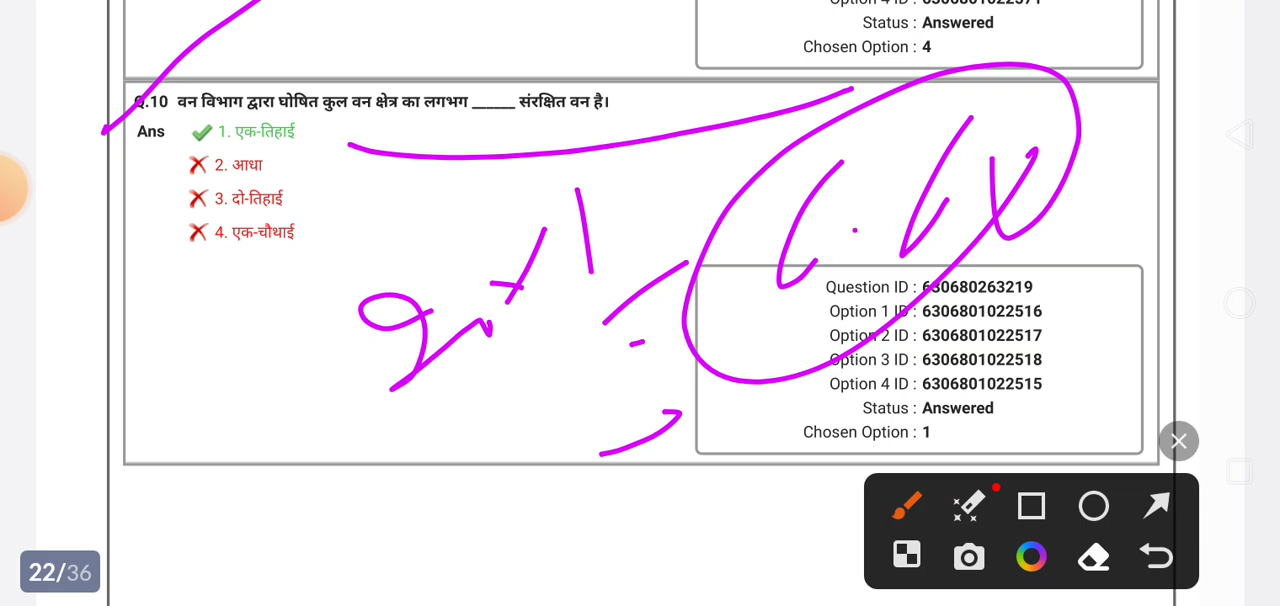 Status : Answered
Chosen Option : 4
Q.10 वन विभाग द्वारा घोषित कुल वन क्षेत्र का लगभग ______ संरक्षित वन है।
Ans 1. एक-तिहाई
2. आधा
3. दो-तिहाई
4. एक-चौथाई
Question ID : 630680263219
Option 1 ID : 6306801022516
Option 2 ID : 6306801022517
Option 3 ID : 6306801022518
Option 4 ID : 6306801022515
Status : Answered
Chosen Option : 1
22/36